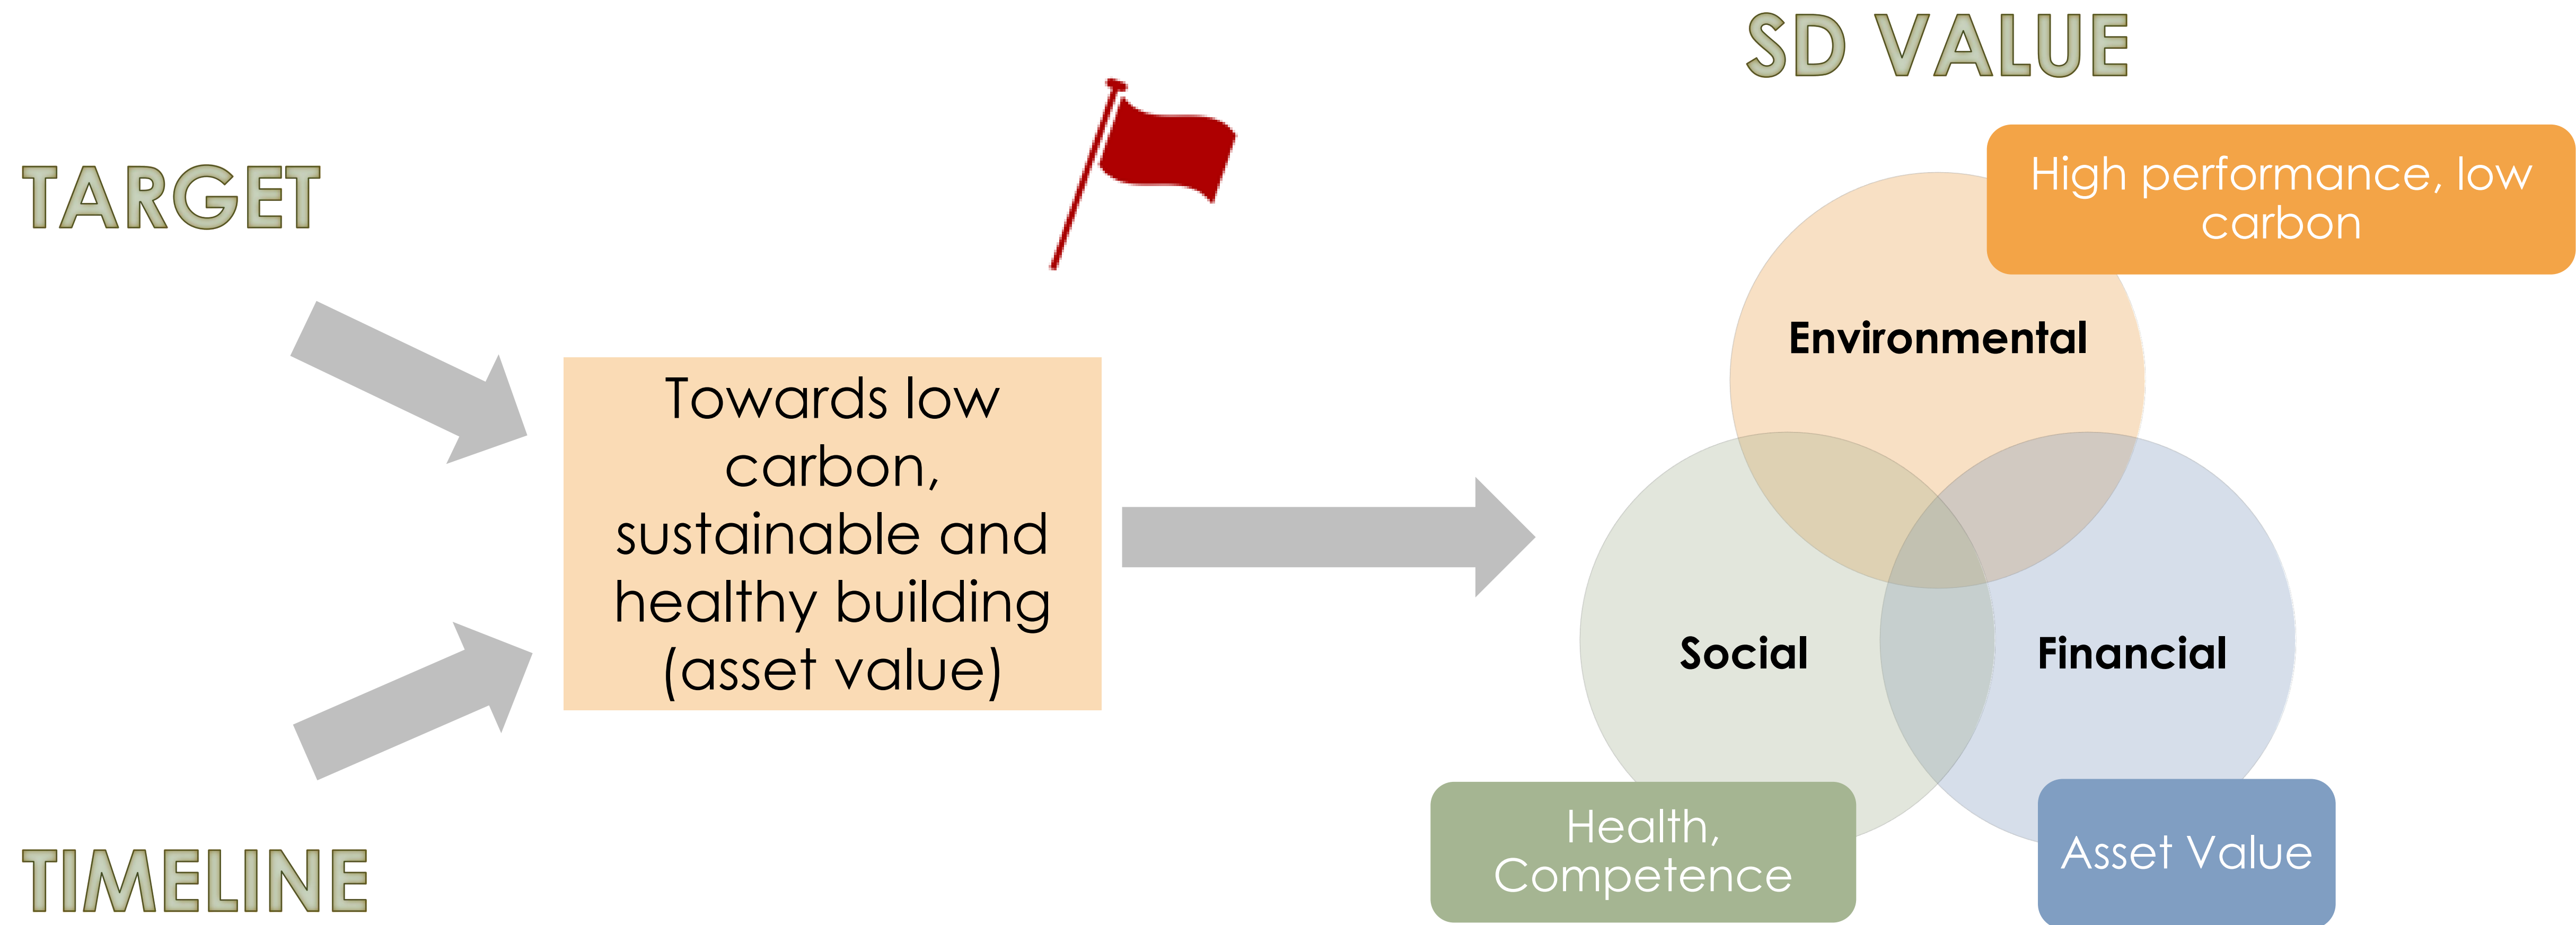 TARGET
TIMELINE
Towards low
carbon,
sustainable and
healthy building
(asset value)
SD VALUE
High performance, low
carbon
Environmental
Social
Financial
Health,
Competence
Asset Value